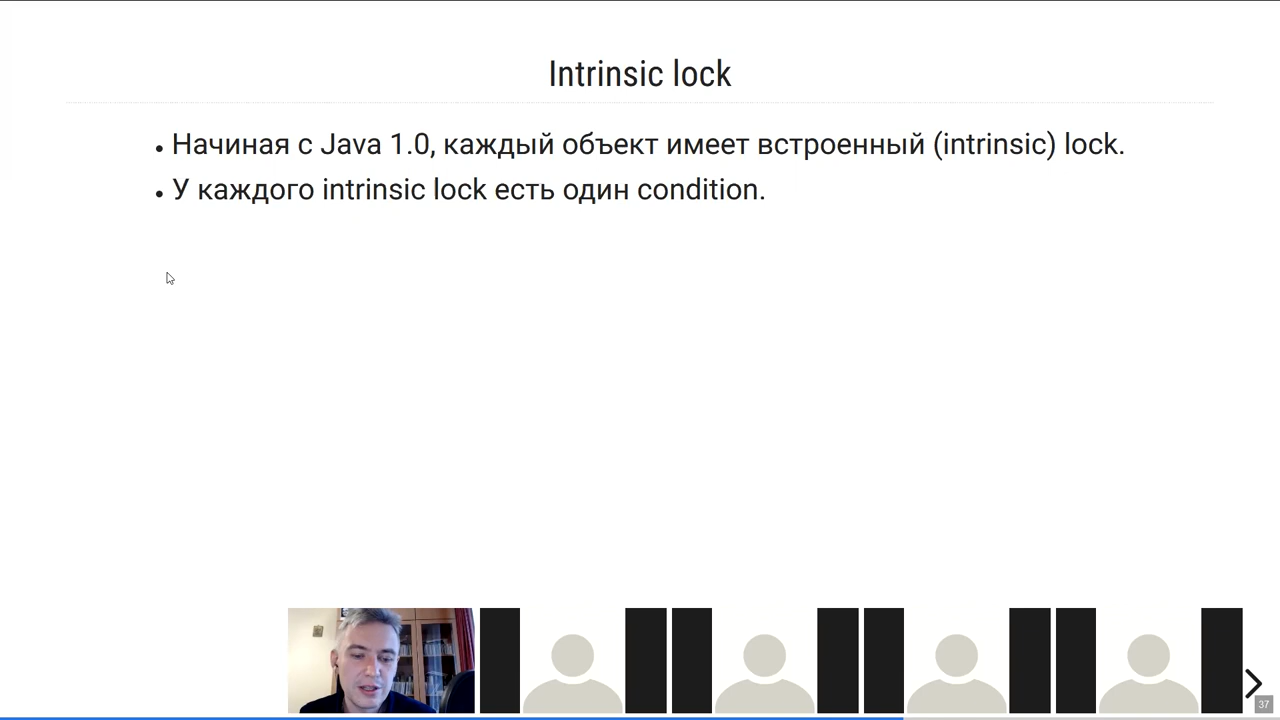 Intrinsic lock
• Начиная с Java 1.0, каждый объект имеет встроенный (intrinsic) lock.
• У каждого intrinsic lock есть один condition.
37